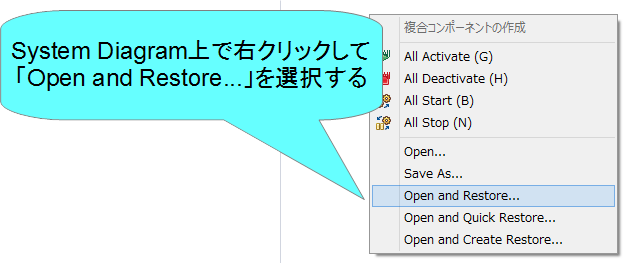 System Diagram上で右クリックして
「Open and Restore...」を選択する
複合コンポーネントの作成
All Activate (G)
All Deactivate (H)
All Start (B)
All Stop (N)
Open...
Save As...
Open and Restore...
Open and Quick Restore...
Open and Create Restore...